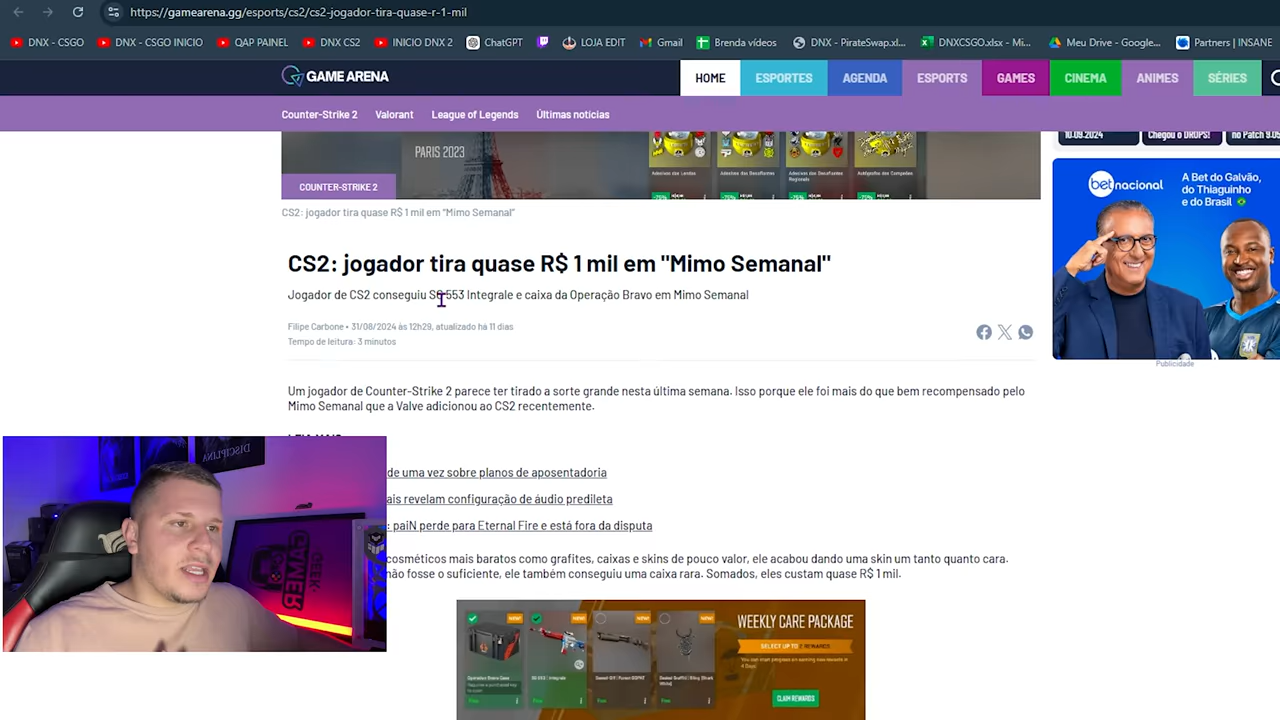 https://gamearena.gg/esports/cs2/cs2-jogador-tira-quase-r-1-mil
DNX - CSGO
DNX - CSGO INICIO
QAP PAINEL
DNX CS2
INICIO DNX 2
ChatGPT
LOJA EDIT
Gmail
Brenda vídeos
DNX - PirateSwap.xl...
DNXCSGO.xlsx - Mi...
Meu Drive - Google...
Partners | INSANE
GAME ARENA
HOME
ESPORTES
AGENDA
ESPORTS
GAMES
CINEMA
ANIMES
SÉRIES
Counter-Strike 2
Valorant
League of Legends
Últimas notícias
PARIS 2023
10.09.2024
Chegou o DROPS!
no Patch 9.05
COUNTER-STRIKE 2
CS2: jogador tira quase R$ 1 mil em "Mimo Semanal"
betnacional
A Bet do Galvão,
do Thiaguinho
e do Brasil
CS2: jogador tira quase R$ 1 mil em "Mimo Semanal"
Jogador de CS2 conseguiu SG 553 Integrale e caixa da Operação Bravo em Mimo Semanal
Filipe Carbone • 31/08/2024 às 12h29, atualizado há 11 dias
Tempo de leitura: 3 minutos
Publicidade
Um jogador de Counter-Strike 2 parece ter tirado a sorte grande nesta última semana. Isso porque ele foi mais do que bem recompensado pelo
Mimo Semanal que a Valve adicionou ao CS2 recentemente.
de uma vez sobre planos de aposentadoria
ais revelam configuração de áudio predileta
: paiN perde para Eternal Fire e está fora da disputa
cosméticos mais baratos como grafites, caixas e skins de pouco valor, ele acabou dando uma skin um tanto quanto cara.
não fosse o suficiente, ele também conseguiu uma caixa rara. Somados, eles custam quase R$ 1 mil.
DISCIPLINA
GEEK
GAMER
WEEKLY CARE PACKAGE
SELECT UP TO 2 REWARDS
CLAIM REWARDS